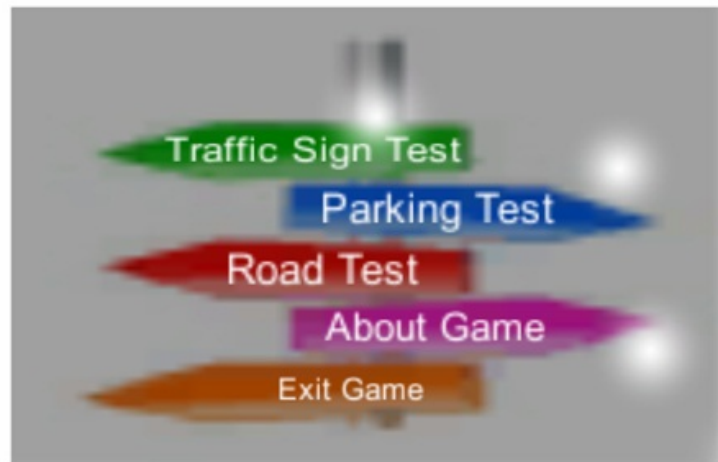 Traffic Sign Test
Parking Test
Road Test
About Game
Exit Game